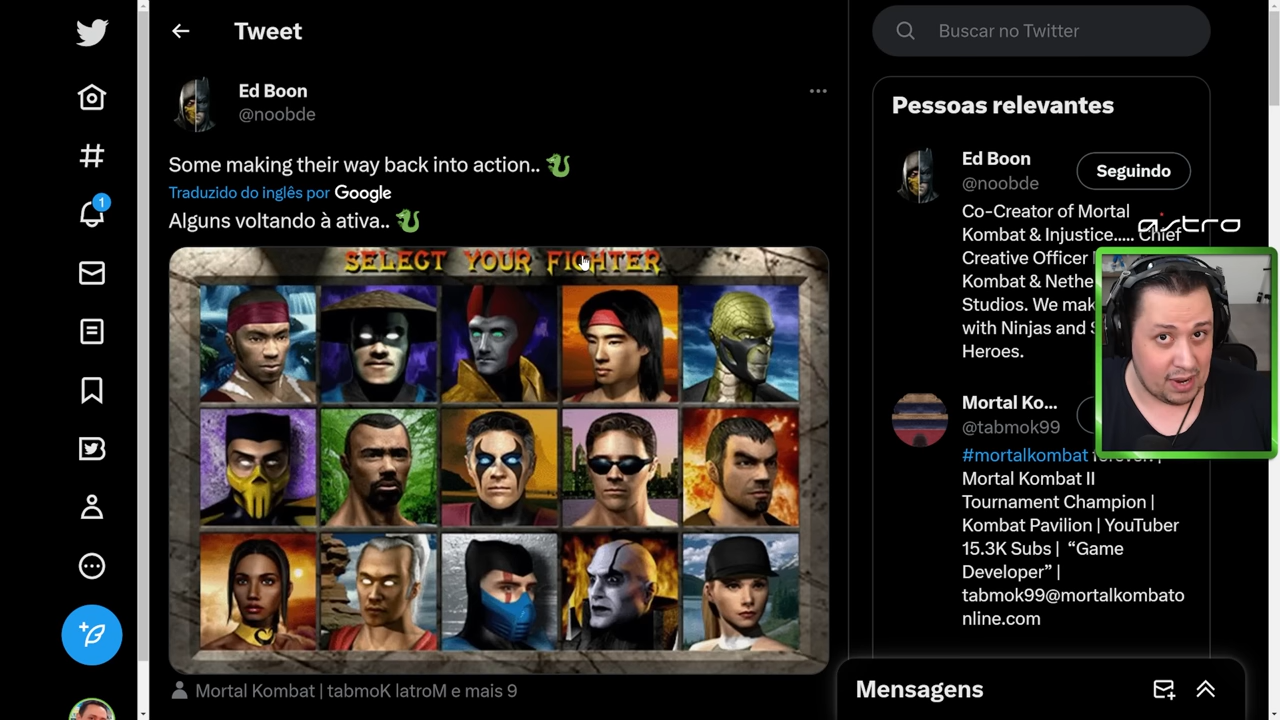 Tweet
Ed Boon
@noobde
Some making their way back into action..
Traduzido do inglês por Google
Alguns voltando à ativa..
SELECT YOUR FIGHTER
Mortal Kombat | tabmoK latroM e mais 9
Buscar no Twitter
Pessoas relevantes
Ed Boon
@noobde
Seguindo
Co-Creator of Mortal
Kombat & Injustice..... Chief
Creative Officer
Kombat & Nethe
Studios. We mak
with Ninjas and S
Heroes.
astro
Mortal Ko...
@tabmok99
#mortalkombat
Mortal Kombat II
Tournament Champion |
Kombat Pavilion | YouTuber
15.3K Subs | “Game
Developer” |
tabmok99@mortalkombato
nline.com
Mensagens
1